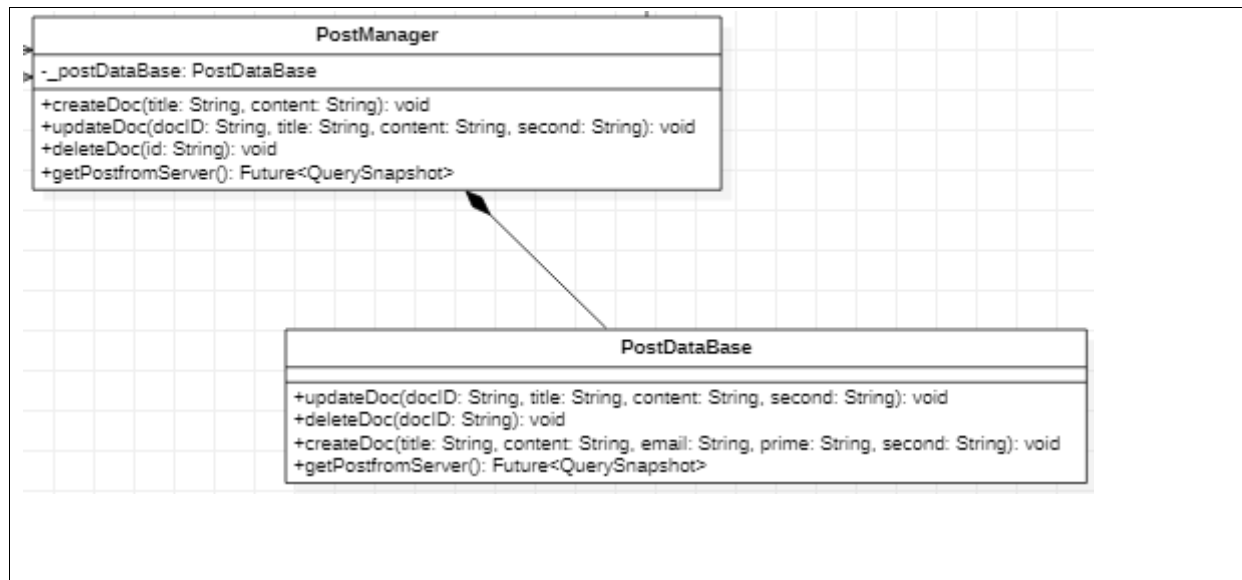 PostManager
-_postDataBase: PostDataBase
+createDoc(title: String, content: String): void
+updateDoc(docID: String, title: String, content: String, second: String): void
+deleteDoc(id: String): void
+getPostfromServer(): Future<QuerySnapshot>
PostDataBase
+updateDoc(docID: String, title: String, content: String, second: String): void
+deleteDoc(docID: String): void
+createDoc(title: String, content: String, email: String, prime: String, second: String): void
+getPostfromServer(): Future<QuerySnapshot>